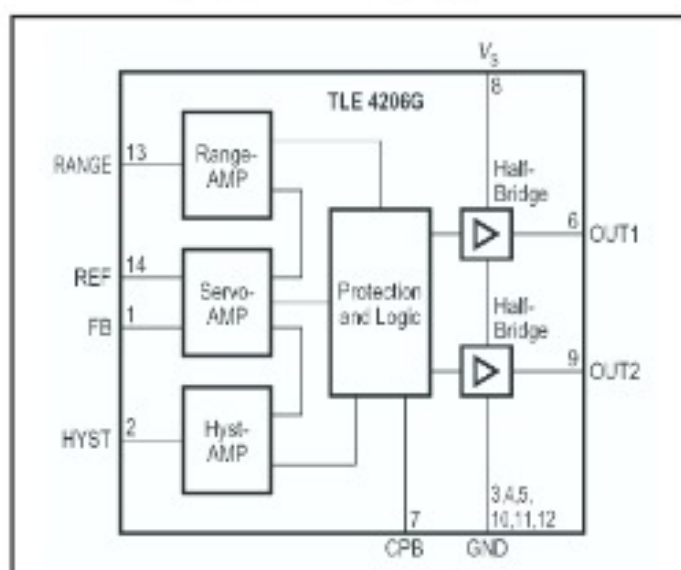 V_S
8
TLE 4206G
RANGE
13
Range-
AMP
Half-
Bridge
6
OUT1
REF
14
Servo-
AMP
FB
1
Protection
and Logic
Half-
Bridge
9
OUT2
HYST
2
Hyst-
AMP
3,4,5,
10,11,12
7
CPB
GND